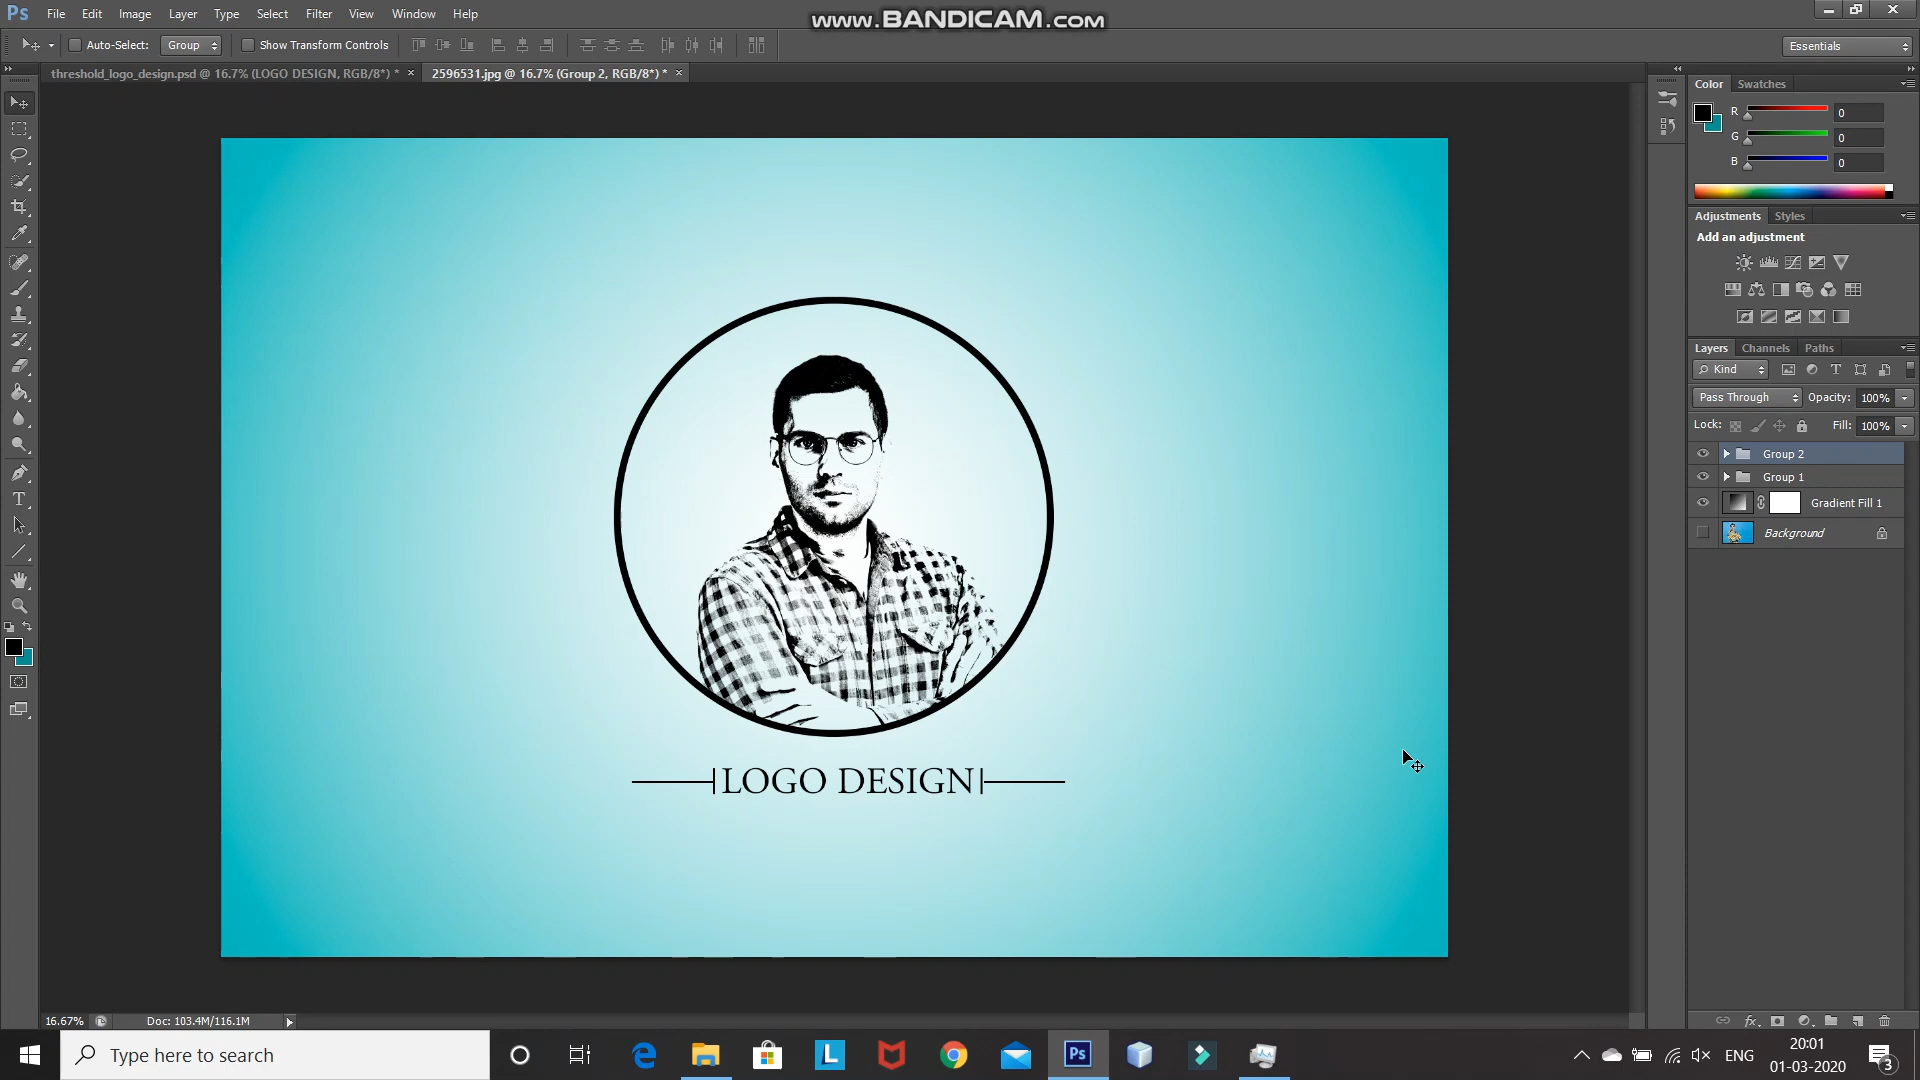 Ps File Edit Image Layer Type Select Filter View Window Help
www.BANDICAM.com
Auto-Select: Group Show Transform Controls
Essentials
threshold_logo_design.psd @ 16.7% (LOGO DESIGN, RGB/8*) * × 2596531.jpg @ 16.7% (Group 2, RGB/8*) * ×
Color Swatches
R 0
G 0
B 0
Adjustments Styles
Add an adjustment
Layers Channels Paths
Kind
Pass Through Opacity: 100%
Lock: Fill: 100%
Group 2
Group 1
Gradient Fill 1
Background
LOGO DESIGN
16.67% Doc: 103.4M/116.1M
Type here to search
L
Ps
ENG
20:01
01-03-2020
3